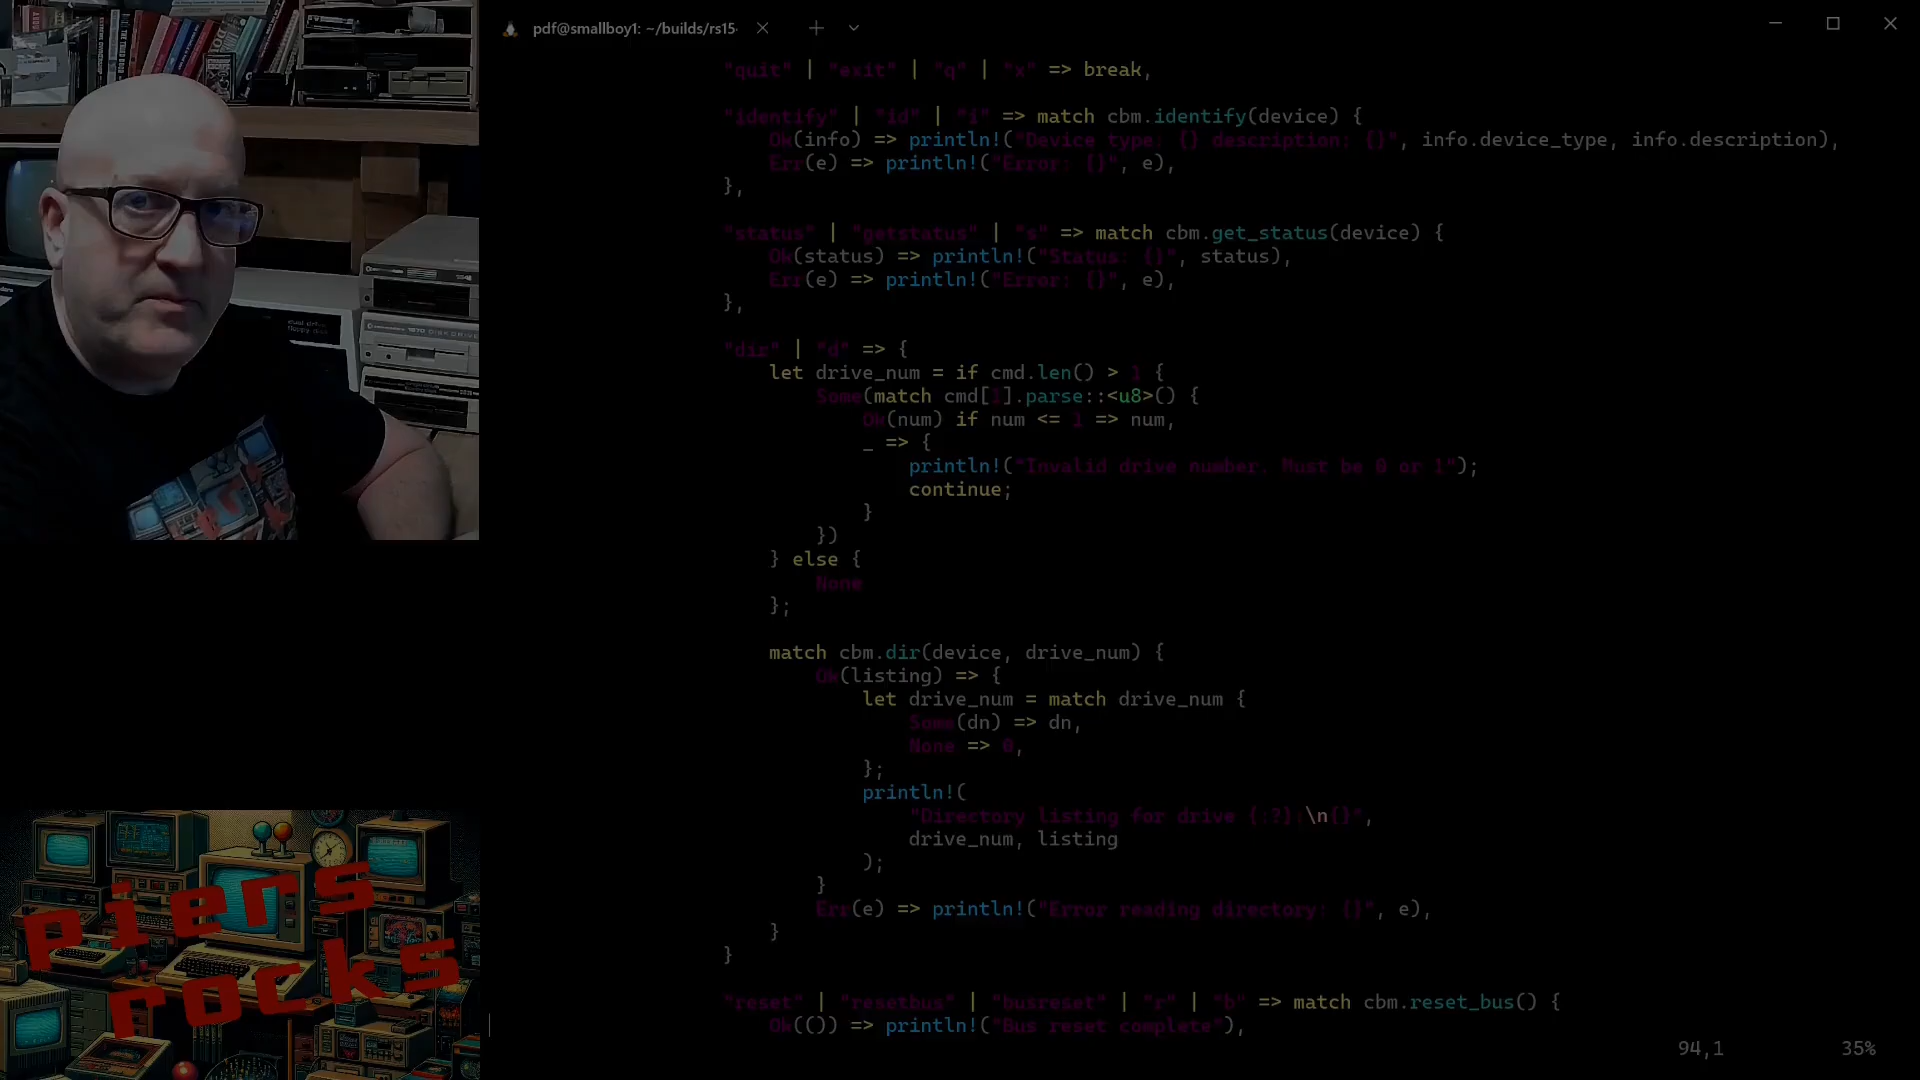 pdf@smallboy1: ~/builds/rs15
"quit" | "exit" | "q" | "x" => break,
"identify" | "id" | "i" => match cbm.identify(device) {
Ok(info) => println!("Device type: {} description: {}", info.device_type, info.description),
Err(e) => println!("Error: {}", e),
},
"status" | "getstatus" | "s" => match cbm.get_status(device) {
Ok(status) => println!("Status: {}", status),
Err(e) => println!("Error: {}", e),
},
"dir" | "d" => {
let drive_num = if cmd.len() > 1 {
Some(match cmd[1].parse::<u8>() {
Ok(num) if num <= 1 => num,
_ => {
println!("Invalid drive number. Must be 0 or 1");
continue;
}
})
} else {
None
};
match cbm.dir(device, drive_num) {
Ok(listing) => {
let drive_num = match drive_num {
Some(dn) => dn,
None => 0,
};
println!(
"Directory listing for drive {:?}:\n{}",
drive_num, listing
);
}
Err(e) => println!("Error reading directory: {}", e),
}
}
"reset" | "resetbus" | "busreset" | "r" | "b" => match cbm.reset_bus() {
Ok(()) => println!("Bus reset complete"),
94,1 35%
piers
rocks